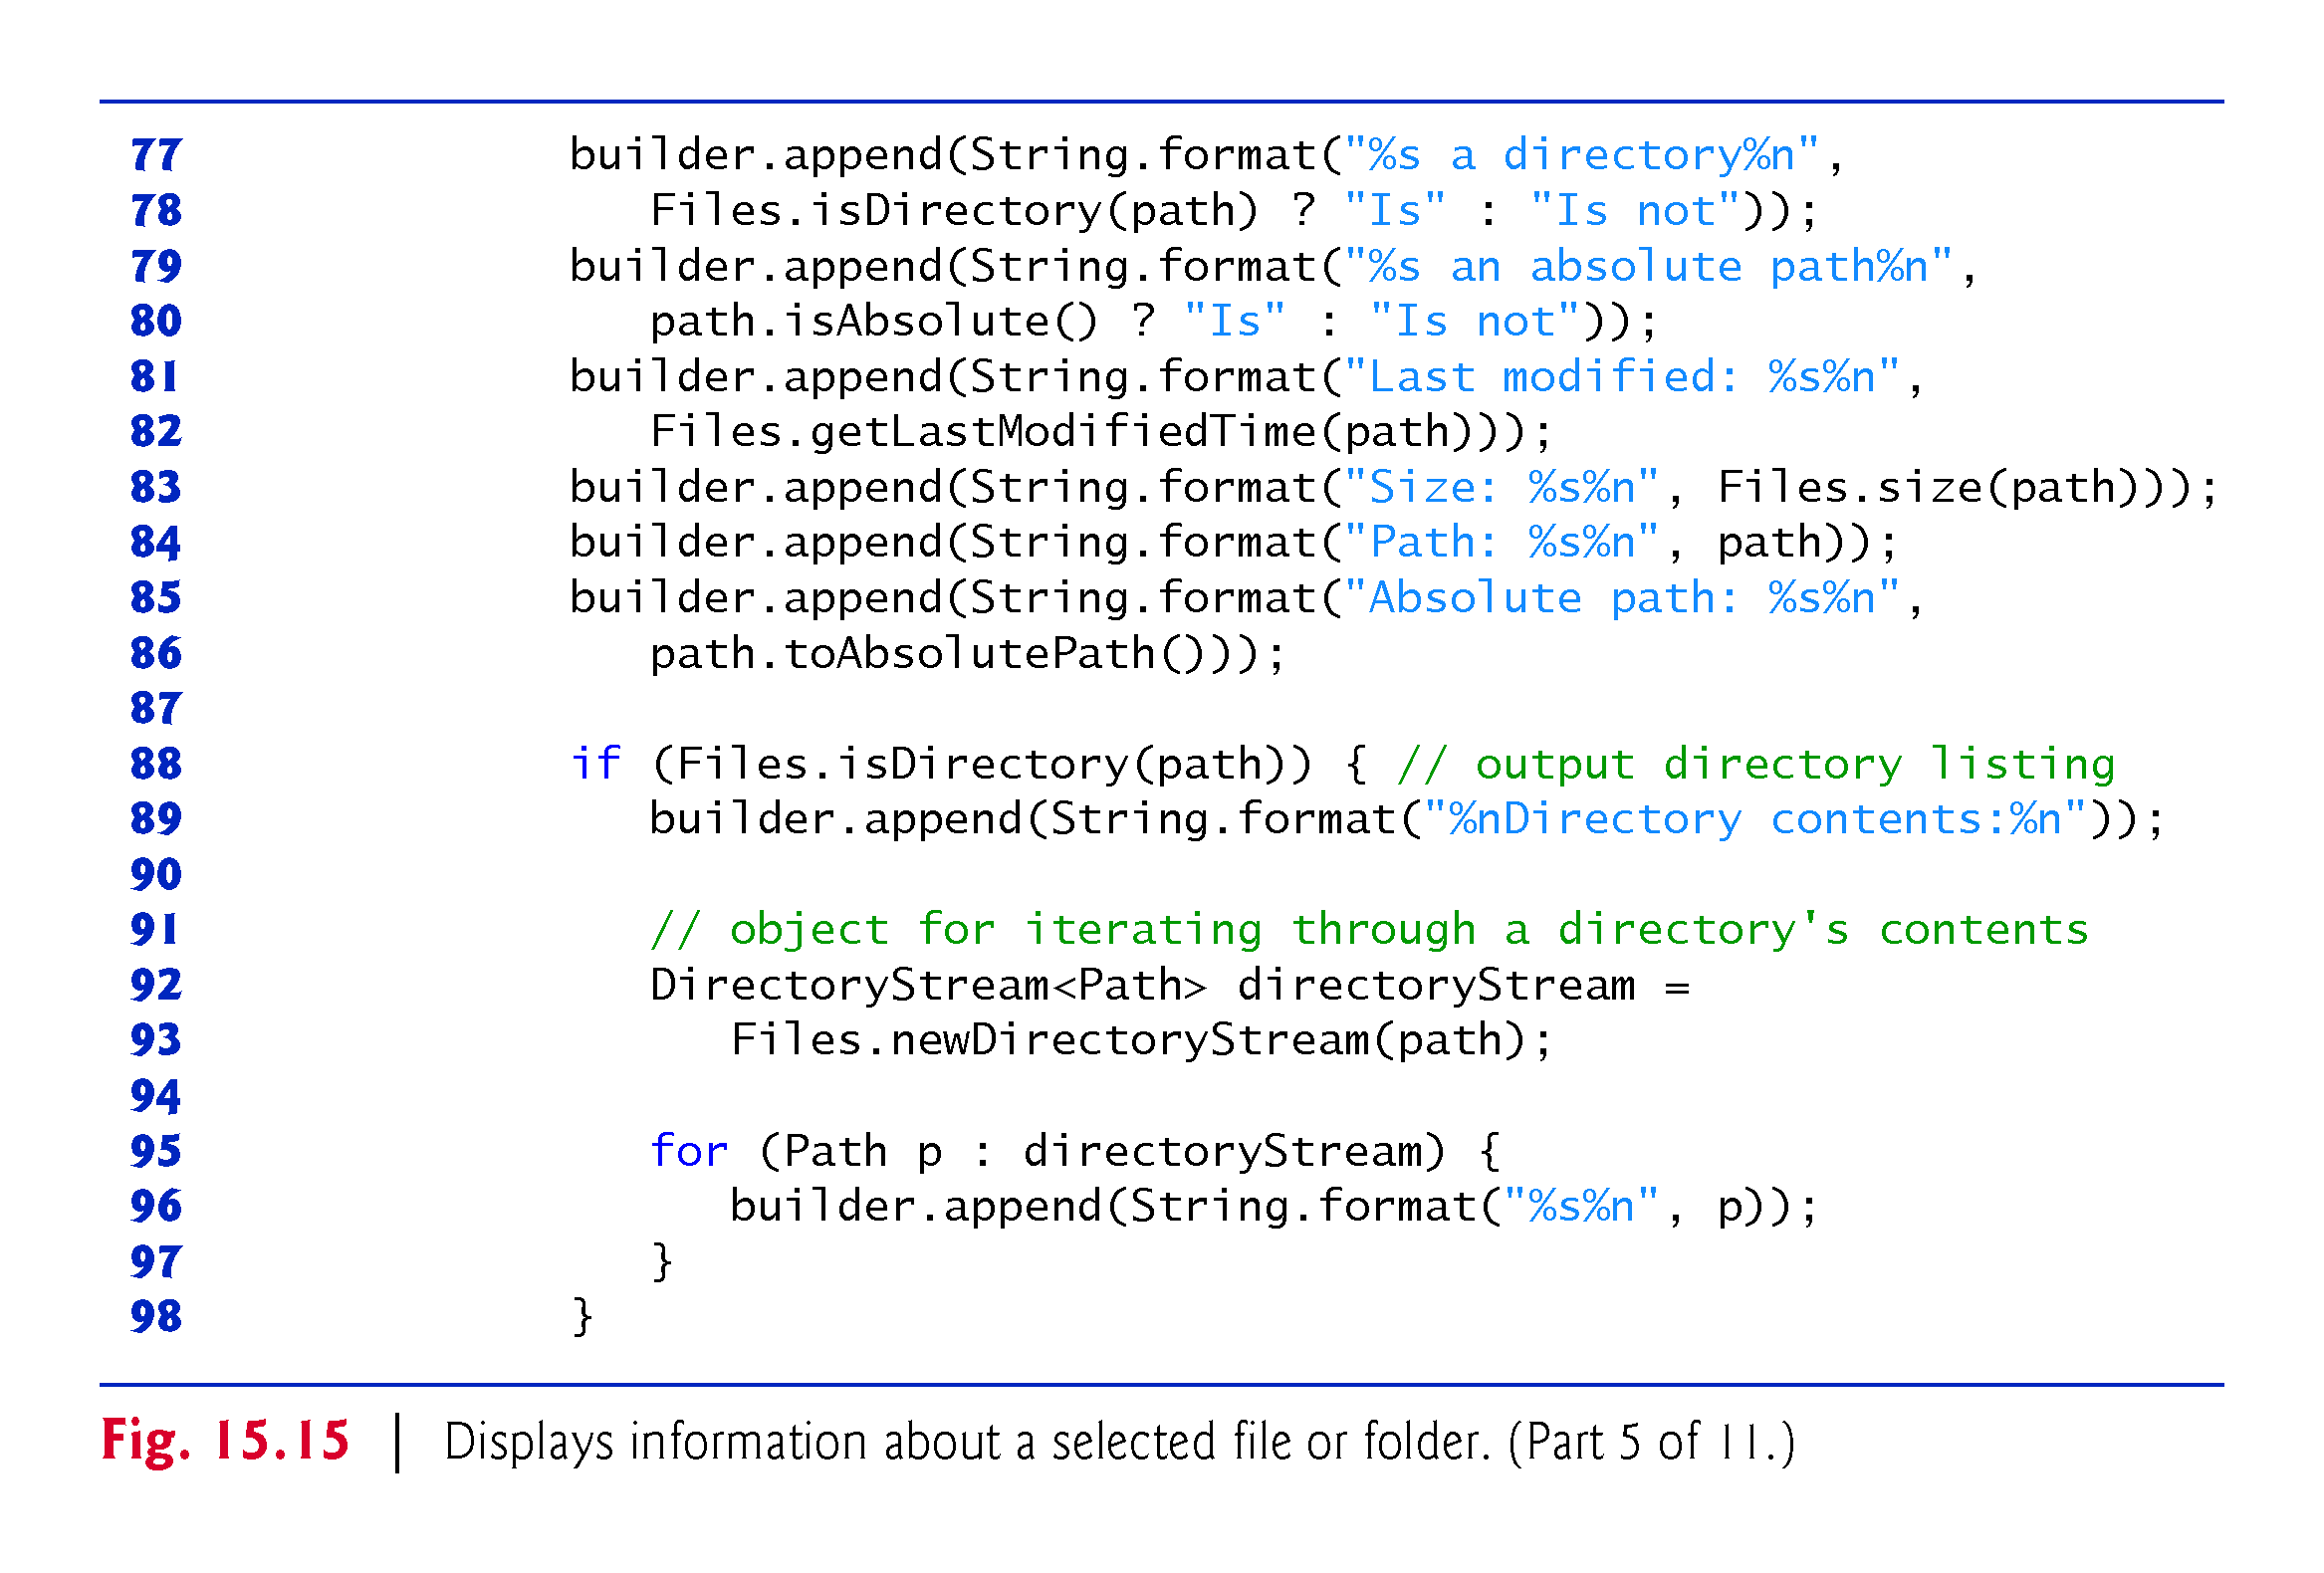 77 builder.append(String.format("%s a directory%n",
78 Files.isDirectory(path) ? "Is" : "Is not"));
79 builder.append(String.format("%s an absolute path%n",
80 path.isAbsolute() ? "Is" : "Is not"));
81 builder.append(String.format("Last modified: %s%n",
82 Files.getLastModifiedTime(path)));
83 builder.append(String.format("Size: %s%n", Files.size(path)));
84 builder.append(String.format("Path: %s%n", path));
85 builder.append(String.format("Absolute path: %s%n",
86 path.toAbsolutePath()));
87
88 if (Files.isDirectory(path)) { // output directory listing
89 builder.append(String.format("%nDirectory contents:%n"));
90
91 // object for iterating through a directory's contents
92 DirectoryStream<Path> directoryStream =
93 Files.newDirectoryStream(path);
94
95 for (Path p : directoryStream) {
96 builder.append(String.format("%s%n", p));
97 }
98 }
Fig. 15.15 | Displays information about a selected file or folder. (Part 5 of 11.)